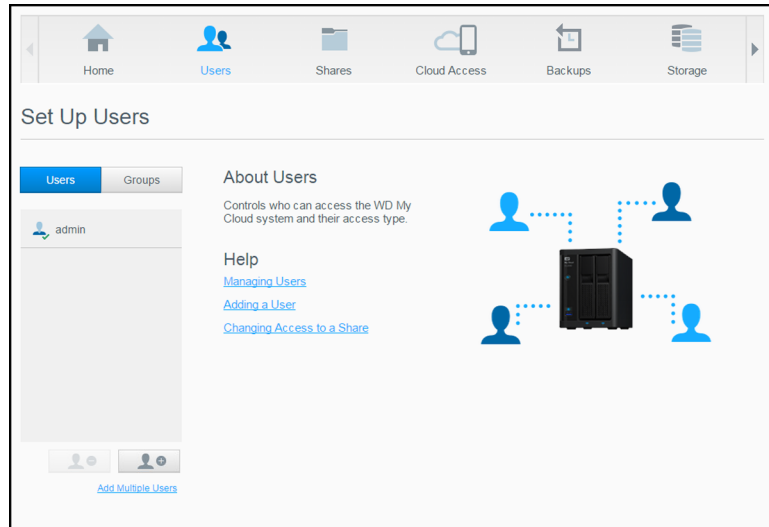 Home
Users
Shares
Cloud Access
Backups
Storage
Set Up Users
Users
Groups
admin
Add Multiple Users
About Users
Controls who can access the WD My
Cloud system and their access type.
Help
Managing Users
Adding a User
Changing Access to a Share